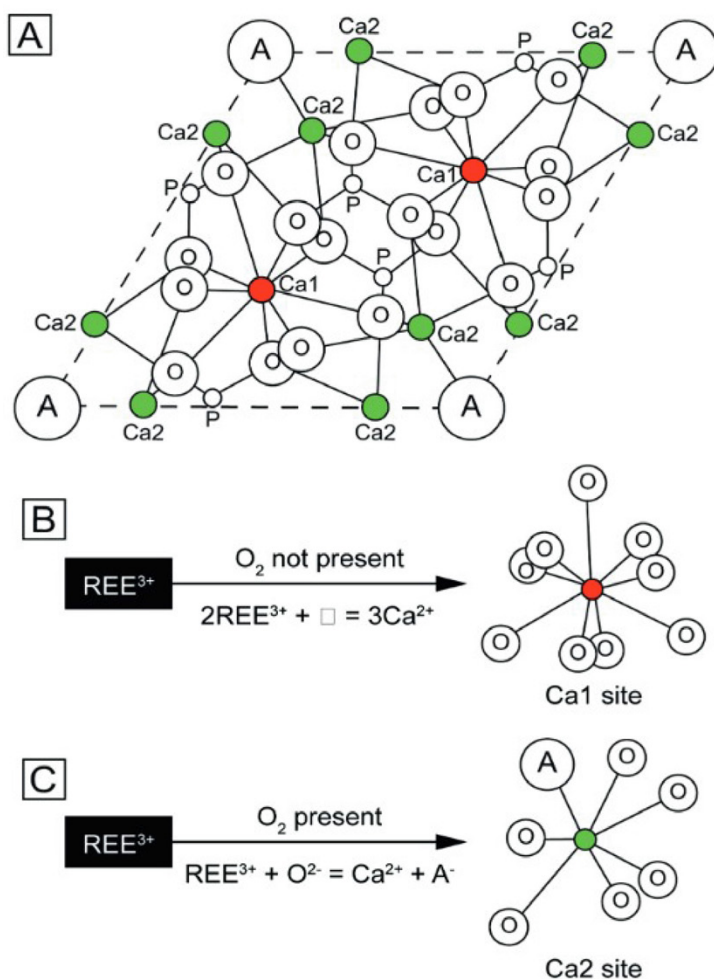 A
A Ca2 Ca2 A
P
O O
Ca2 Ca2 O O Ca2
P O O Ca1 O
P O
O O O
O O P
O Ca1 P O
Ca2 O Ca2 Ca2
O O O
A P A
Ca2 Ca2
B
O
REE³⁺ O₂ not present O O
2REE³⁺ + □ = 3Ca²⁺ O O
O O
O O
Ca1 site
C
A O
REE³⁺ O₂ present O
REE³⁺ + O²⁻ = Ca²⁺ + A⁻ O
O
O O
Ca2 site